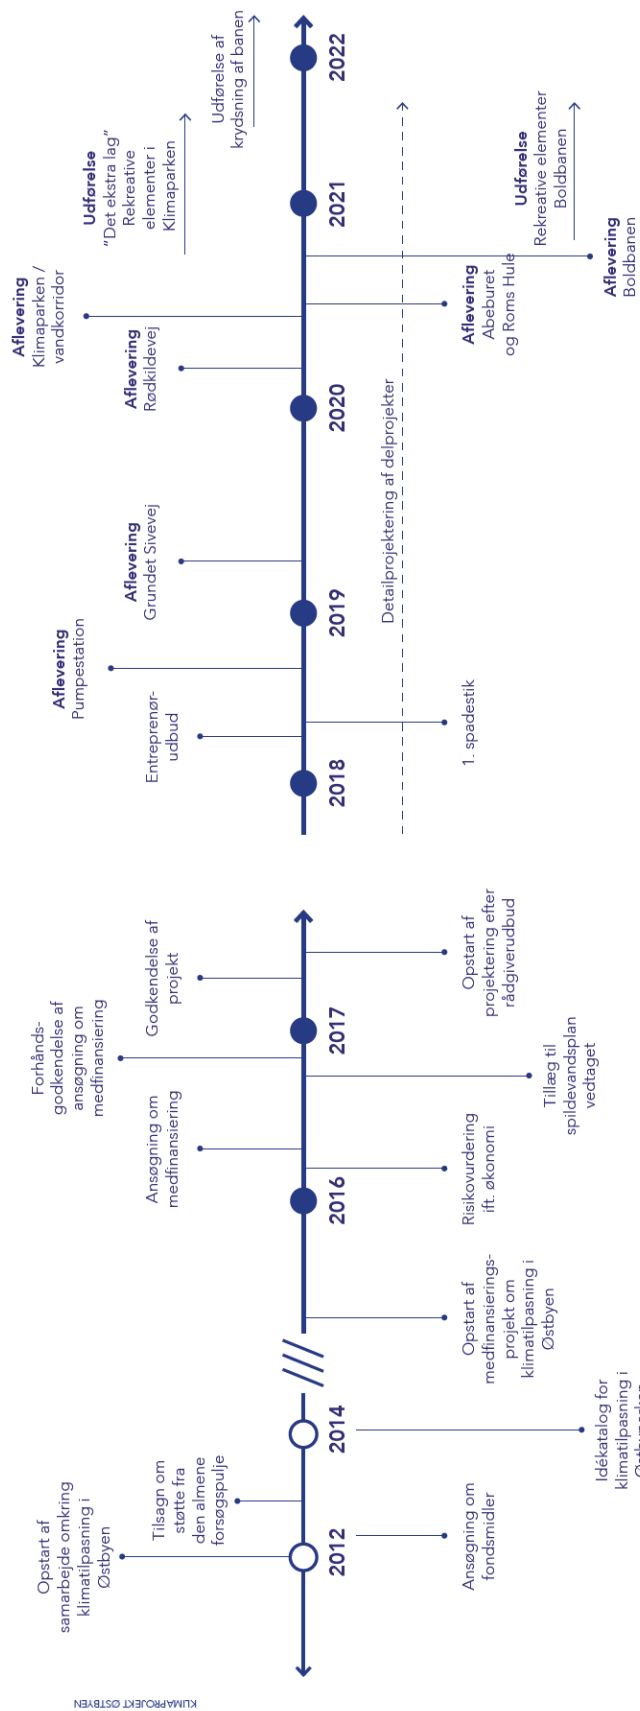 KLIMAPROJEKT ØSTBYEN
Opstart af
samarbejde omkring
klimatilpasning i
Østbyen
Tilsagn om
støtte fra
den almene
forsøgspulje
2012
2014
Ansøgning om
fondsmidler
Idékatalog for
klimatilpasning i
Opstart af
medfinansierings-
projekt om
klimatilpasning i
Østbyen
2016
Ansøgning om
medfinansiering
Risikovurdering
ift. økonomi
Forhånds-
godkendelse af
ansøgning om
medfinansiering
Tillæg til
spildevandsplan
vedtaget
2017
Godkendelse af
projekt
Opstart af
projektering efter
rådgiverudbud
2018
Entreprenør-
udbud
1. spadestik
Aflevering
Pumpestation
2019
Aflevering
Grundet Sivevej
Detailprojektering af delprojekter
2020
Aflevering
Rødkildevej
Aflevering
Klimaparken /
vandkorridor
Aflevering
Abeburet
og Roms Hule
Aflevering
Boldbanen
2021
Udførelse
"Det ekstra lag"
Rekreative
elementer i
Klimaparken
Udførelse
Rekreative elementer
Boldbanen
Udførelse af
krydsning af banen
2022